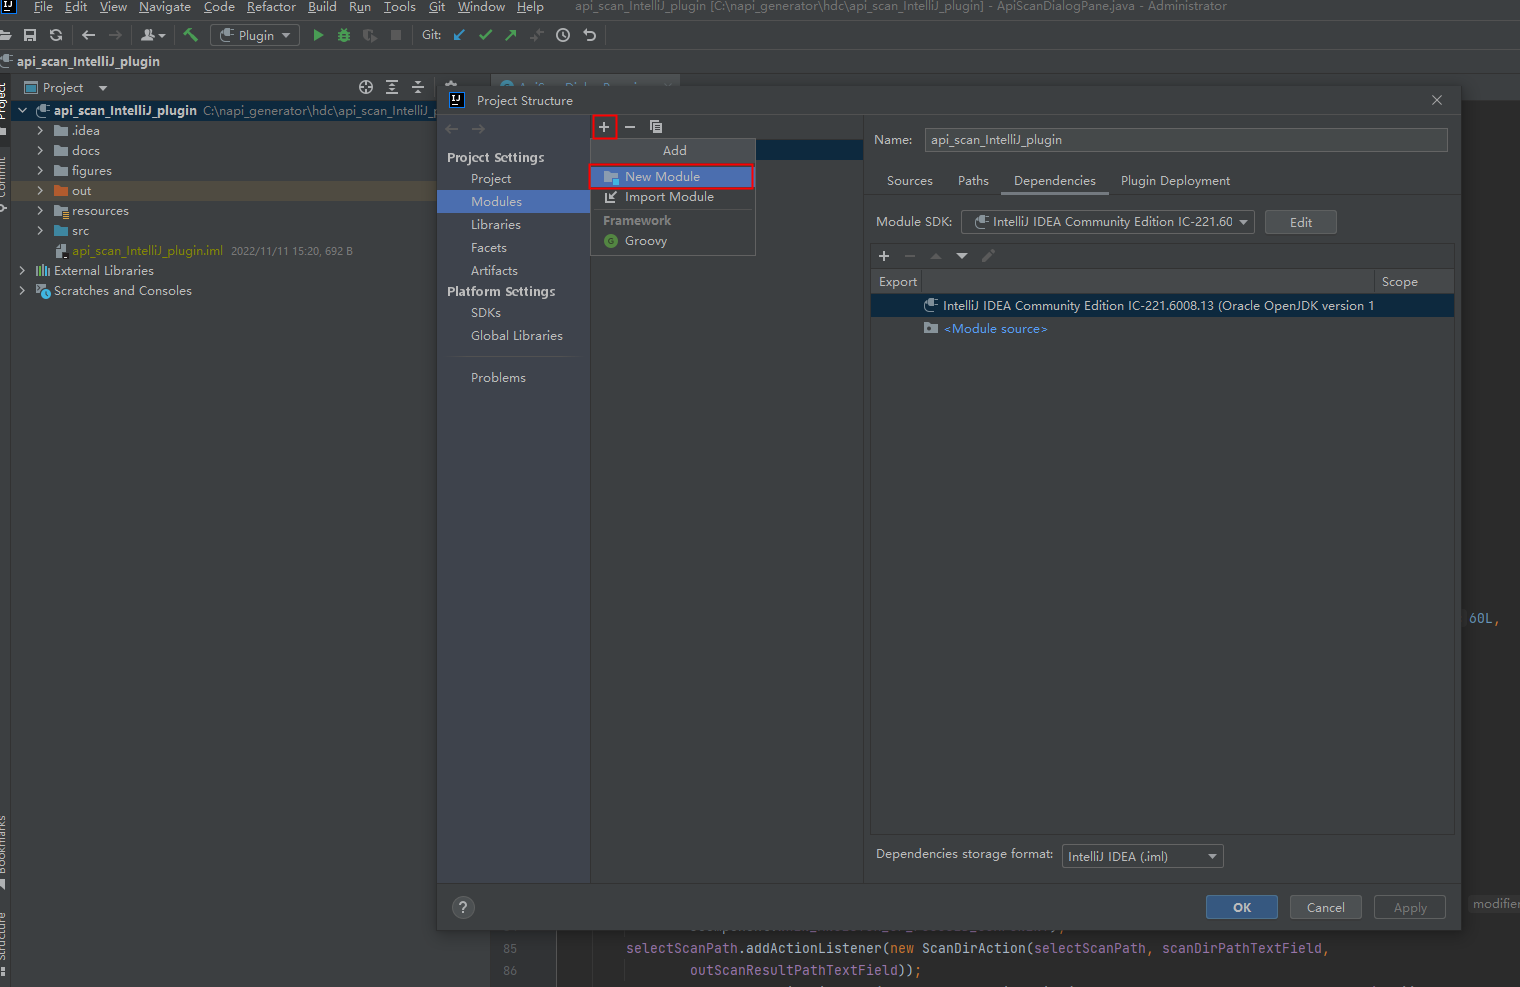 File Edit View Navigate Code Refactor Build Run Tools Git Window Help api_scan_IntelliJ_plugin [C:\napi_generator\hdc\api_scan_IntelliJ_plugin] - ApiScanDialogPane.java - Administrator
Plugin Git:
api_scan_IntelliJ_plugin
Project
api_scan_IntelliJ_plugin C:\napi_generator\hdc\api_scan_IntelliJ_
.idea
docs
figures
out
resources
src
api_scan_IntelliJ_plugin.iml 2022/11/11 15:20, 692 B
External Libraries
Scratches and Consoles
Project
Commit
Bookmarks
Structure
Project Structure
Project Settings
Project
Modules
Libraries
Facets
Artifacts
Platform Settings
SDKs
Global Libraries
Problems
Add
New Module
Import Module
Framework
Groovy
Name: api_scan_IntelliJ_plugin
Sources Paths Dependencies Plugin Deployment
Module SDK: IntelliJ IDEA Community Edition IC-221.60 Edit
Export Scope
IntelliJ IDEA Community Edition IC-221.6008.13 (Oracle OpenJDK version 1
<Module source>
Dependencies storage format: IntelliJ IDEA (.iml)
? OK Cancel Apply
60L,
modifier
85 selectScanPath.addActionListener(new ScanDirAction(selectScanPath, scanDirPathTextField,
86 outScanResultPathTextField));